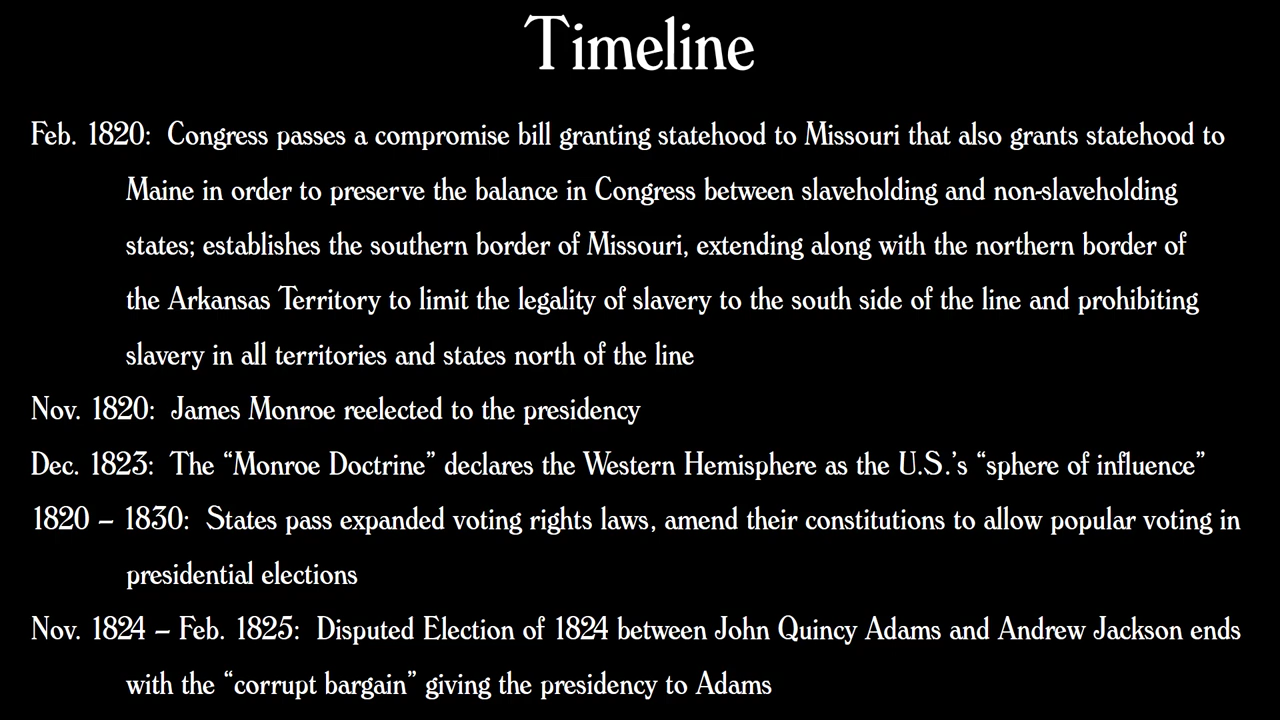 Timeline
Feb. 1820:  Congress passes a compromise bill granting statehood to Missouri that also grants statehood to
Maine in order to preserve the balance in Congress between slaveholding and non-slaveholding
states; establishes the southern border of Missouri, extending along with the northern border of
the Arkansas Territory to limit the legality of slavery to the south side of the line and prohibiting
slavery in all territories and states north of the line
Nov. 1820:  James Monroe reelected to the presidency
Dec. 1823:  The “Monroe Doctrine” declares the Western Hemisphere as the U.S.’s “sphere of influence”
1820 – 1830:  States pass expanded voting rights laws, amend their constitutions to allow popular voting in
presidential elections
Nov. 1824 – Feb. 1825:  Disputed Election of 1824 between John Quincy Adams and Andrew Jackson ends
with the “corrupt bargain” giving the presidency to Adams